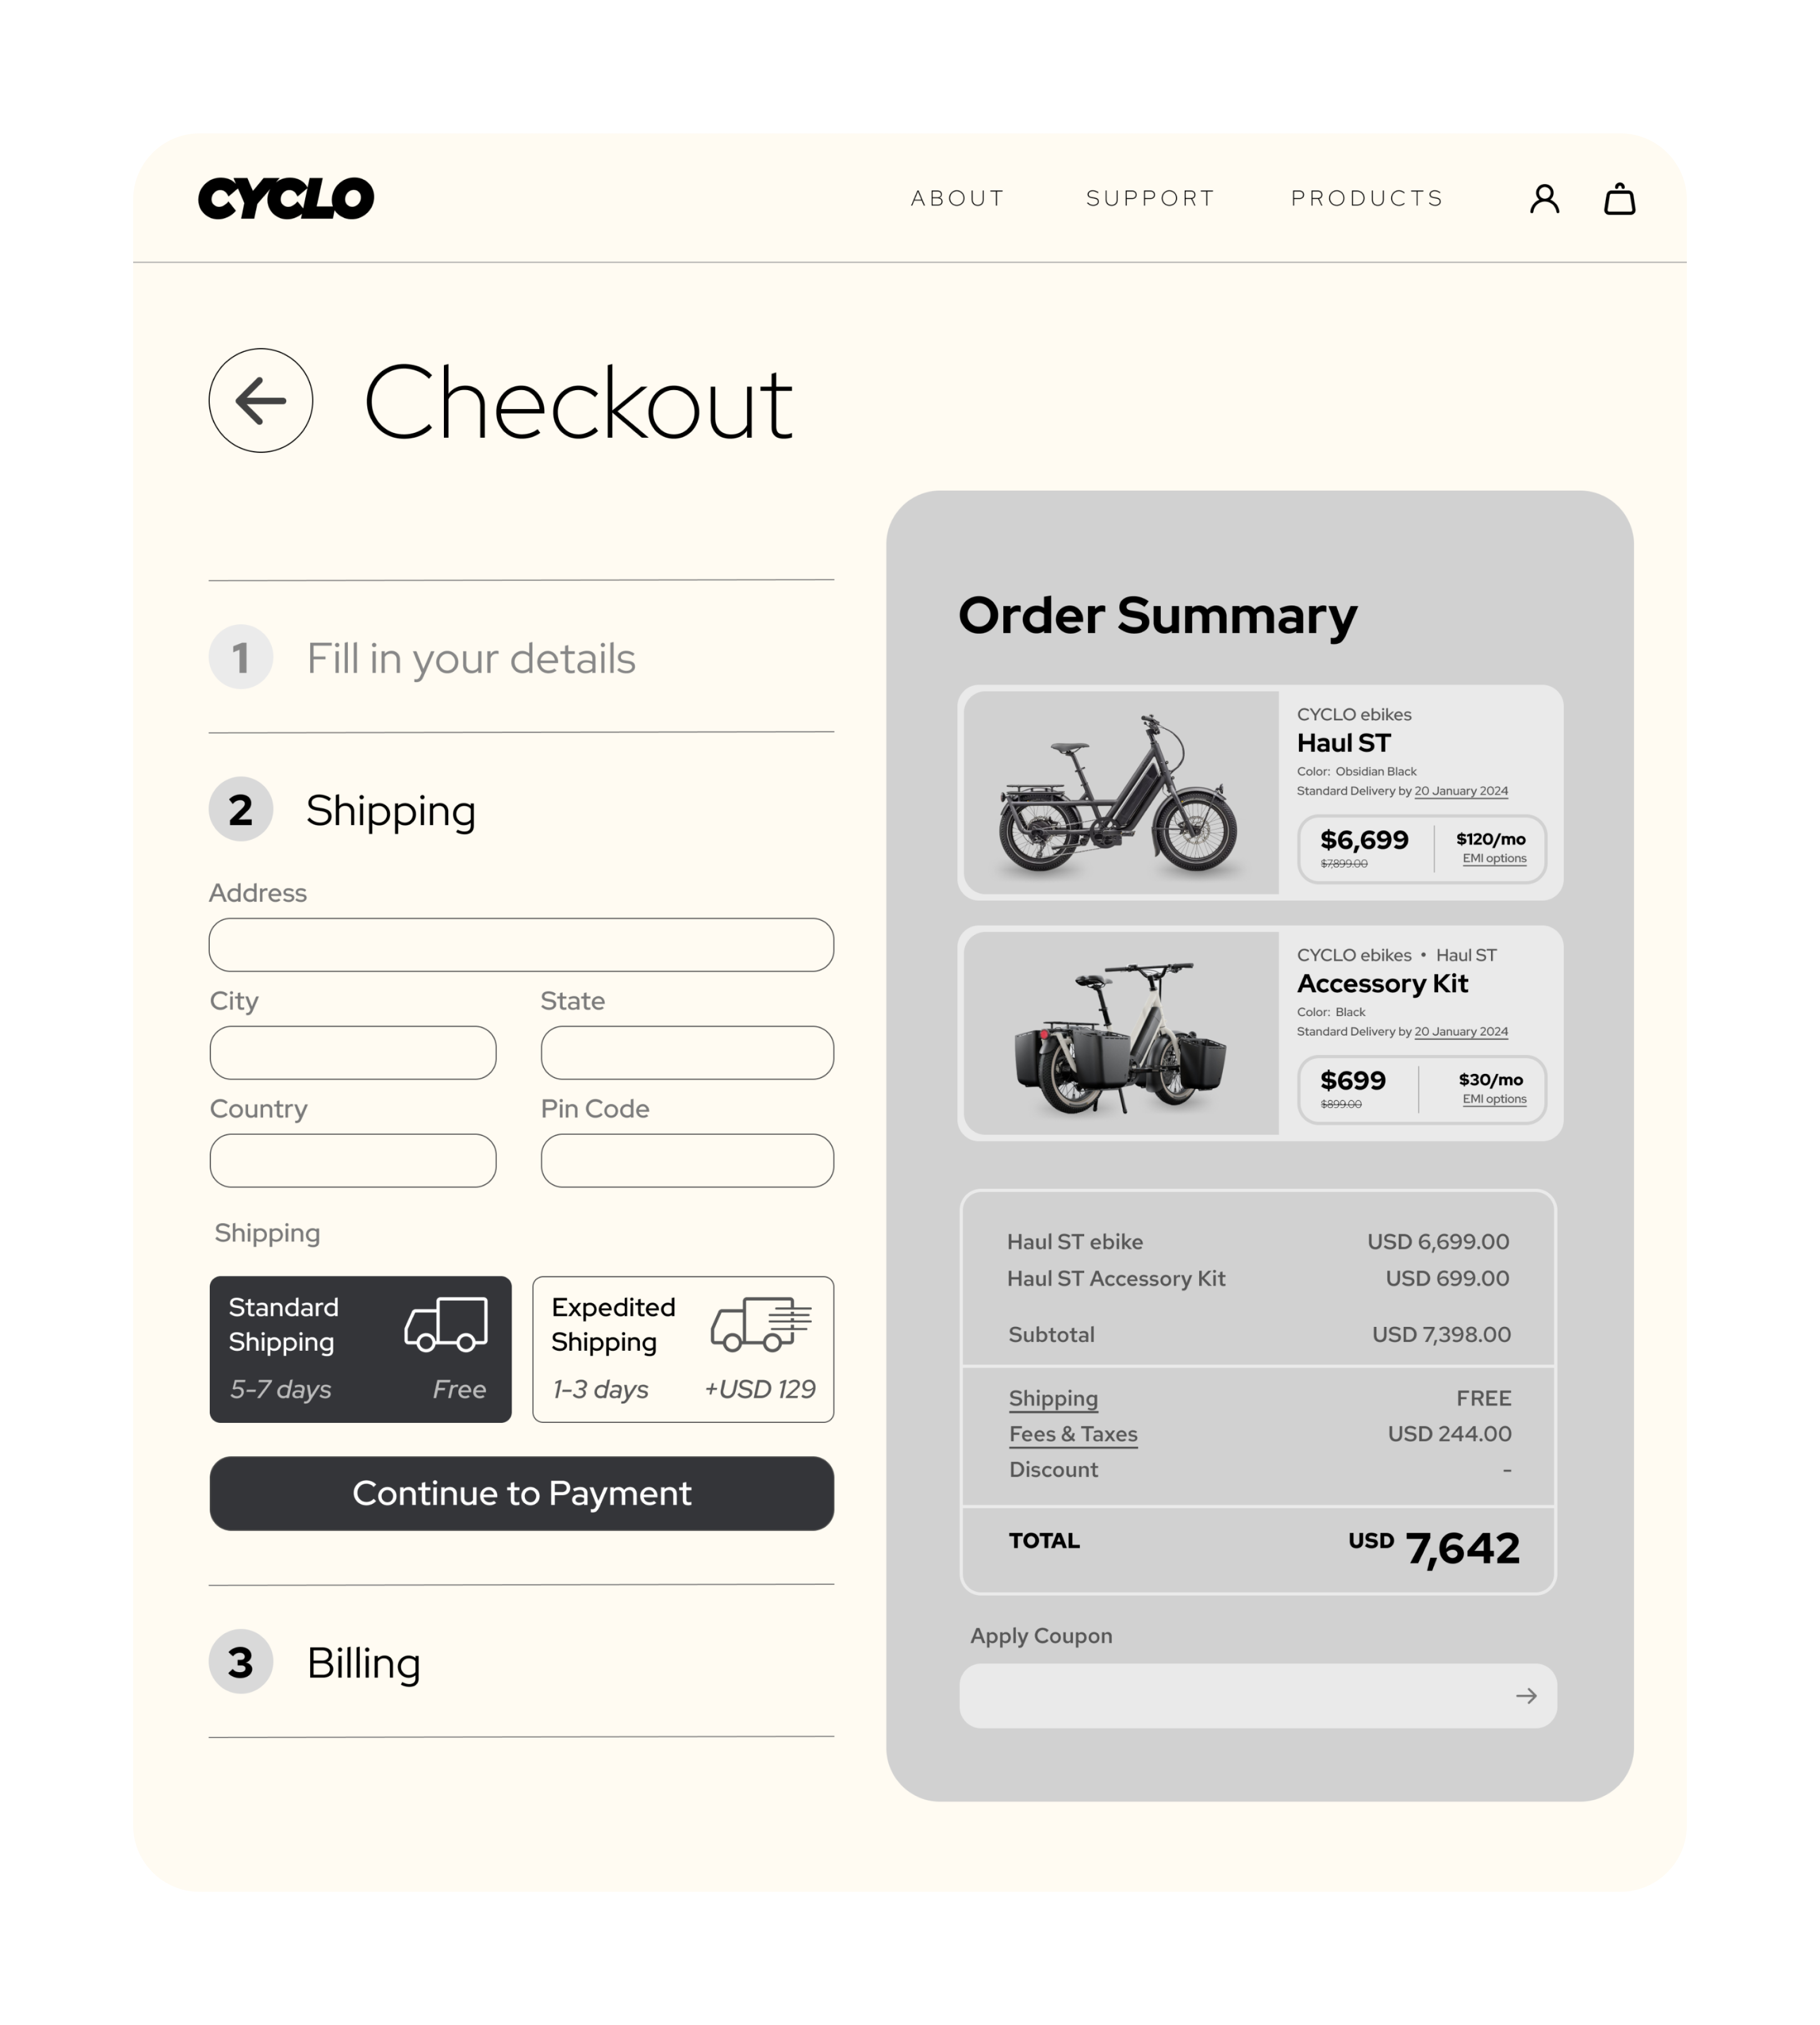 CYCLO
ABOUT SUPPORT PRODUCTS
Checkout
1 Fill in your details
2 Shipping
Address
City State
Country Pin Code
Shipping
Standard
Shipping
5-7 days Free
Expedited
Shipping
1-3 days +USD 129
Continue to Payment
3 Billing
Order Summary
CYCLO ebikes
Haul ST
Color: Obsidian Black
Standard Delivery by 20 January 2024
$6,699 $120/mo
$7,899.00 EMI options
CYCLO ebikes • Haul ST
Accessory Kit
Color: Black
Standard Delivery by 20 January 2024
$699 $30/mo
$899.00 EMI options
Haul ST ebike USD 6,699.00
Haul ST Accessory Kit USD 699.00
Subtotal USD 7,398.00
Shipping FREE
Fees & Taxes USD 244.00
Discount -
TOTAL USD 7,642
Apply Coupon